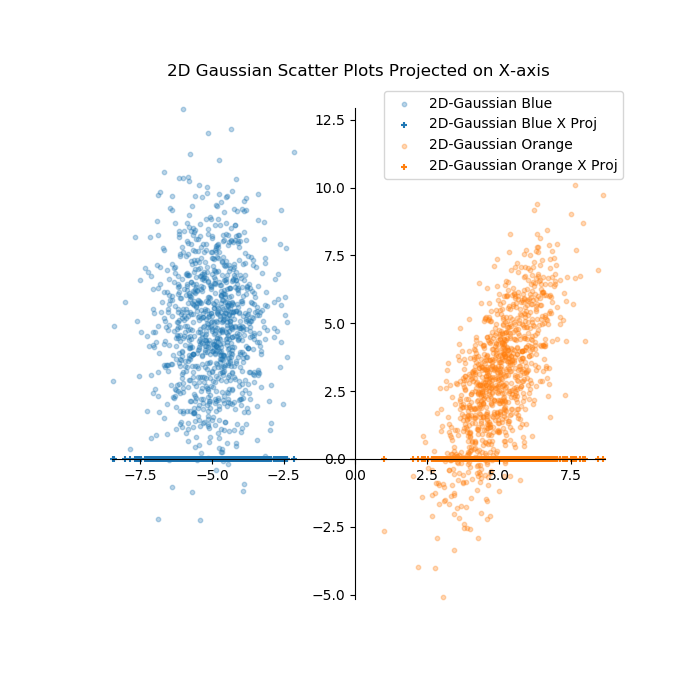 2D Gaussian Scatter Plots Projected on X-axis
2D-Gaussian Blue
2D-Gaussian Blue X Proj
2D-Gaussian Orange
2D-Gaussian Orange X Proj
12.5
10.0
7.5
5.0
2.5
0.0
−7.5 −5.0 −2.5 0.0 2.5 5.0 7.5
−2.5
−5.0